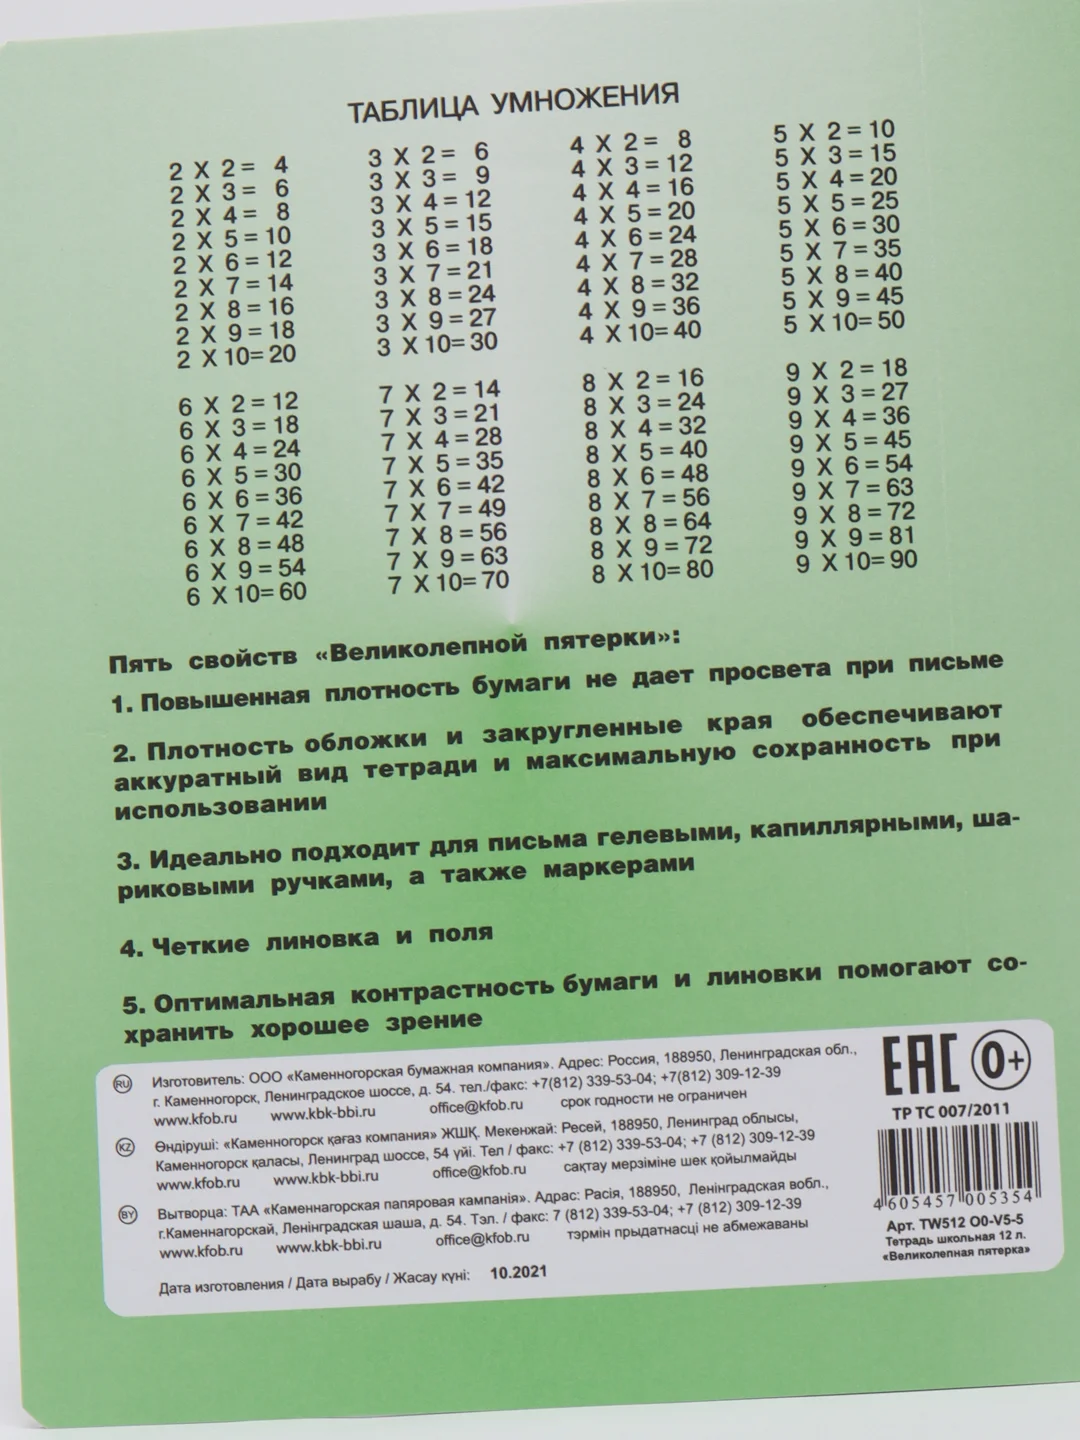 ТАБЛИЦА УМНОЖЕНИЯ
2 X 2 = 4
2 X 3 = 6
2 X 4 = 8
2 X 5 = 10
2 X 6 = 12
2 X 7 = 14
2 X 8 = 16
2 X 9 = 18
2 X 10 = 20
3 X 2 = 6
3 X 3 = 9
3 X 4 = 12
3 X 5 = 15
3 X 6 = 18
3 X 7 = 21
3 X 8 = 24
3 X 9 = 27
3 X 10 = 30
4 X 2 = 8
4 X 3 = 12
4 X 4 = 16
4 X 5 = 20
4 X 6 = 24
4 X 7 = 28
4 X 8 = 32
4 X 9 = 36
4 X 10 = 40
5 X 2 = 10
5 X 3 = 15
5 X 4 = 20
5 X 5 = 25
5 X 6 = 30
5 X 7 = 35
5 X 8 = 40
5 X 9 = 45
5 X 10 = 50
6 X 2 = 12
6 X 3 = 18
6 X 4 = 24
6 X 5 = 30
6 X 6 = 36
6 X 7 = 42
6 X 8 = 48
6 X 9 = 54
6 X 10 = 60
7 X 2 = 14
7 X 3 = 21
7 X 4 = 28
7 X 5 = 35
7 X 6 = 42
7 X 7 = 49
7 X 8 = 56
7 X 9 = 63
7 X 10 = 70
8 X 2 = 16
8 X 3 = 24
8 X 4 = 32
8 X 5 = 40
8 X 6 = 48
8 X 7 = 56
8 X 8 = 64
8 X 9 = 72
8 X 10 = 80
9 X 2 = 18
9 X 3 = 27
9 X 4 = 36
9 X 5 = 45
9 X 6 = 54
9 X 7 = 63
9 X 8 = 72
9 X 9 = 81
9 X 10 = 90
Пять свойств «Великолепной пятерки»:
1. Повышенная плотность бумаги не дает просвета при письме
2. Плотность обложки и закругленные края обеспечивают
аккуратный вид тетради и максимальную сохранность при
использовании
3. Идеально подходит для письма гелевыми, капиллярными, ша-
риковыми ручками, а также маркерами
4. Четкие линовка и поля
5. Оптимальная контрастность бумаги и линовки помогают со-
хранить хорошее зрение
RU
Изготовитель: ООО «Каменногорская бумажная компания». Адрес: Россия, 188950, Ленинградская обл.,
г. Каменногорск, Ленинградское шоссе, д. 54. тел./факс: +7(812) 339-53-04; +7(812) 309-12-39
www.kfob.ru www.kbk-bbi.ru office@kfob.ru срок годности не ограничен
KZ
Өндіруші: «Каменногорск қағаз компания» ЖШҚ. Мекенжай: Ресей, 188950, Ленинград облысы,
Каменногорск қаласы, Ленинград шоссе, 54 үйі. Тел / факс: +7 (812) 339-53-04; +7 (812) 309-12-39
www.kfob.ru www.kbk-bbi.ru office@kfob.ru сақтау мерзіміне шек қойылмайды
BY
Вытворца: ТАА «Каменнагорская папяровая кампанія». Адрас: Расія, 188950, Ленінградская вобл.,
г.Каменнагорскай, Ленінградская шаша, д. 54. Тэл. / факс: 7 (812) 339-53-04; +7 (812) 309-12-39
www.kfob.ru www.kbk-bbi.ru office@kfob.ru тэрмін прыдатнасці не абмежаваны
Дата изготовления / Дата вырабу / Жасау күні: 10.2021
EAC 0+
ТР ТС 007/2011
4 605457 005354
Арт. TW512 O0-V5-5
Тетрадь школьная 12 л.
«Великолепная пятерка»